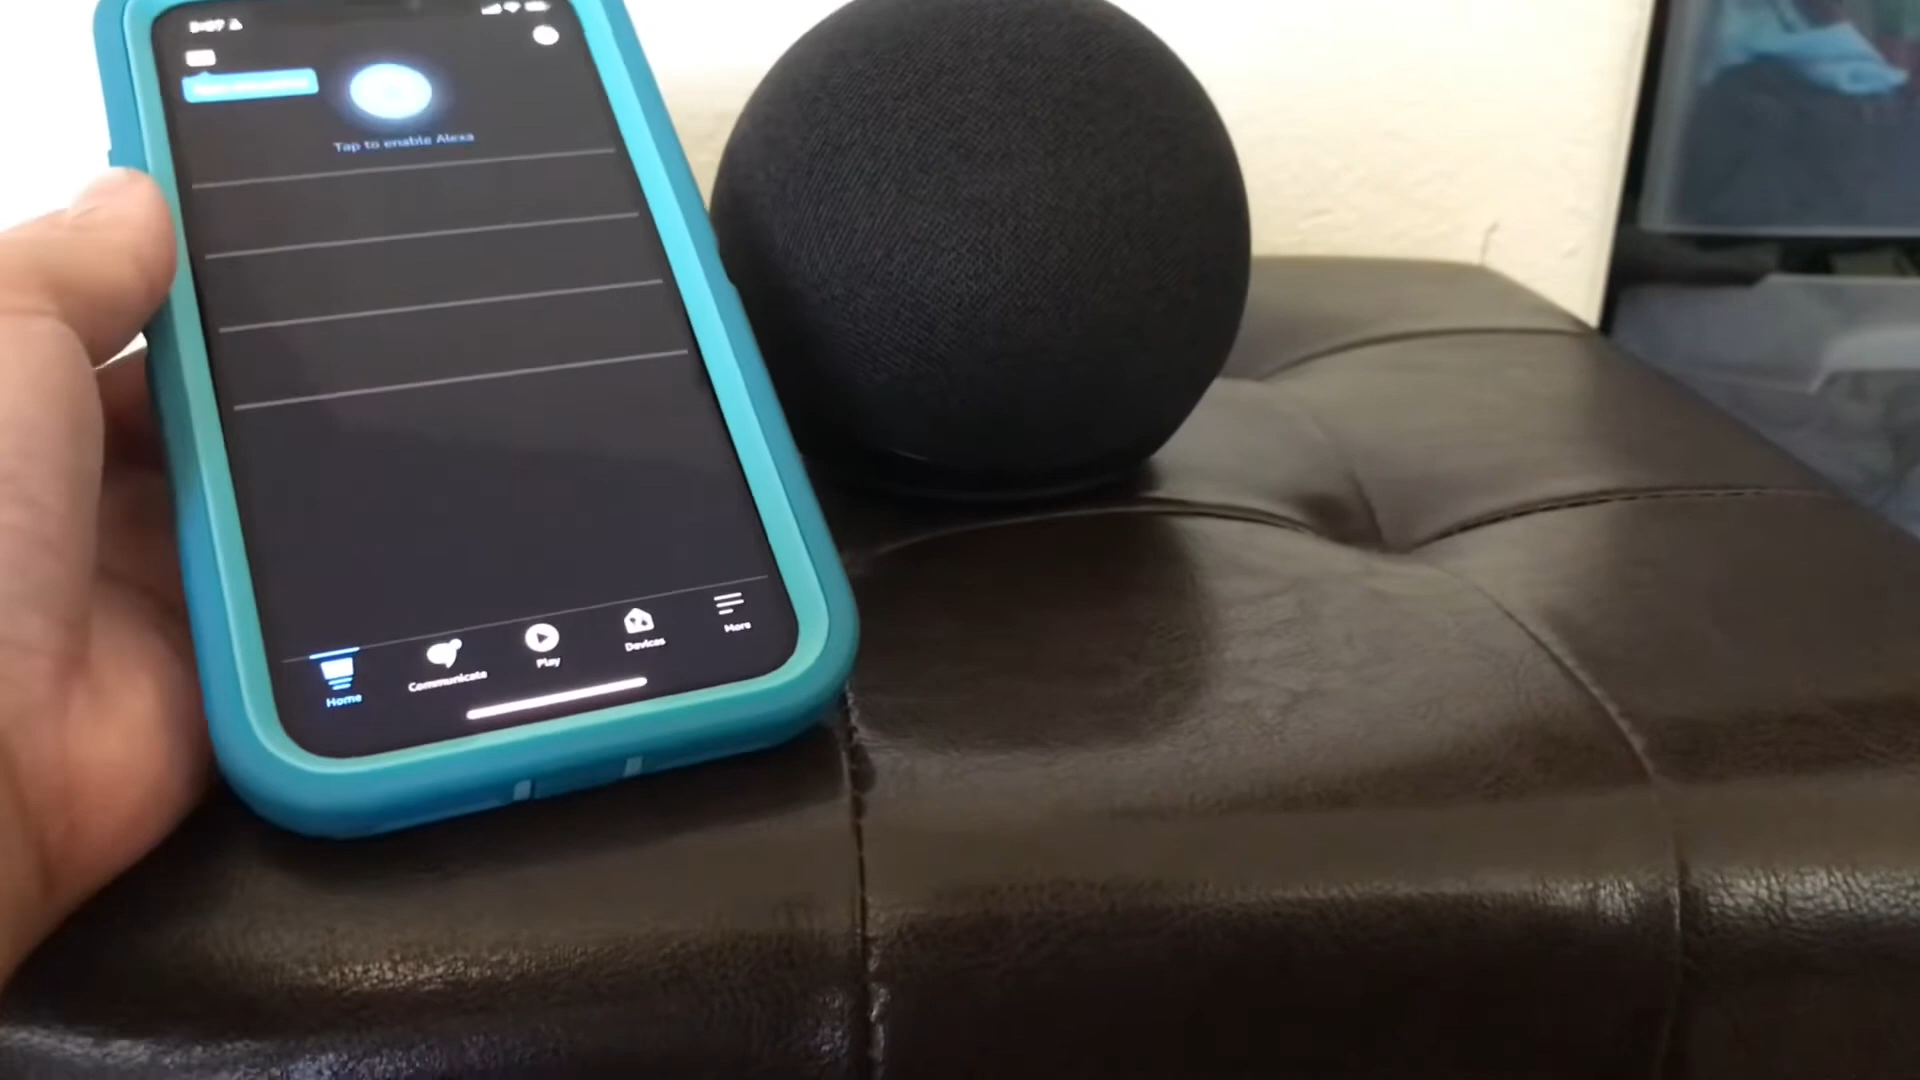 Tap to enable Alexa
Home
Communicate
Play
Devices
More